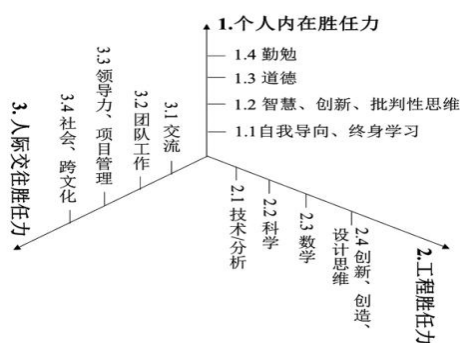 1.个人内在胜任力
1.4 勤勉
1.3 道德
1.2 智慧、创新、批判性思维
1.1自我导向、终身学习
2.1 技术/分析
2.2 科学
2.3 数学
2.4 创新、创造、
设计思维
2.工程胜任力
3.1 交流
3.2 团队工作
3.3 领导力、项目管理
3.4 社会、跨文化
3.人际交往胜任力